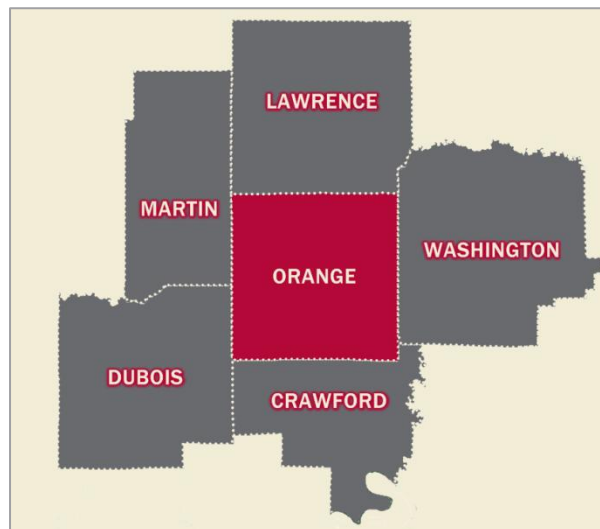 LAWRENCE
MARTIN
WASHINGTON
ORANGE
DUBOIS
CRAWFORD